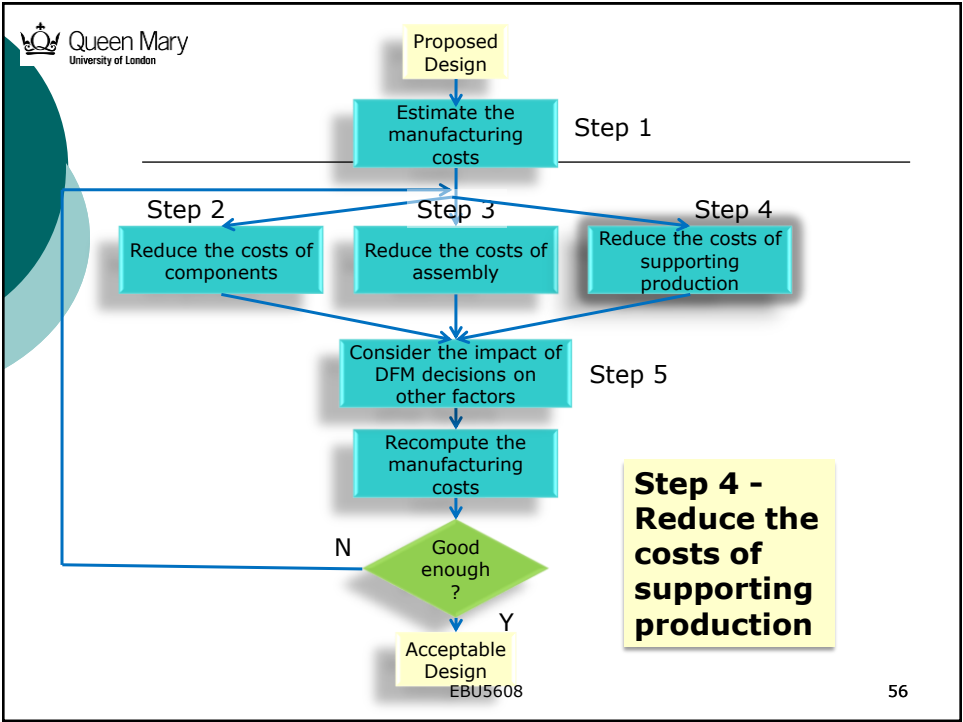 Queen Mary
University of London
Proposed
Design
Estimate the
manufacturing
costs
Step 1
Step 2
Step 3
Step 4
Reduce the costs of
components
Reduce the costs of
assembly
Reduce the costs of
supporting
production
Consider the impact of
DFM decisions on
other factors
Step 5
Recompute the
manufacturing
costs
Good
enough
?
N
Y
Acceptable
Design
Step 4 -
Reduce the
costs of
supporting
production
EBU5608
56